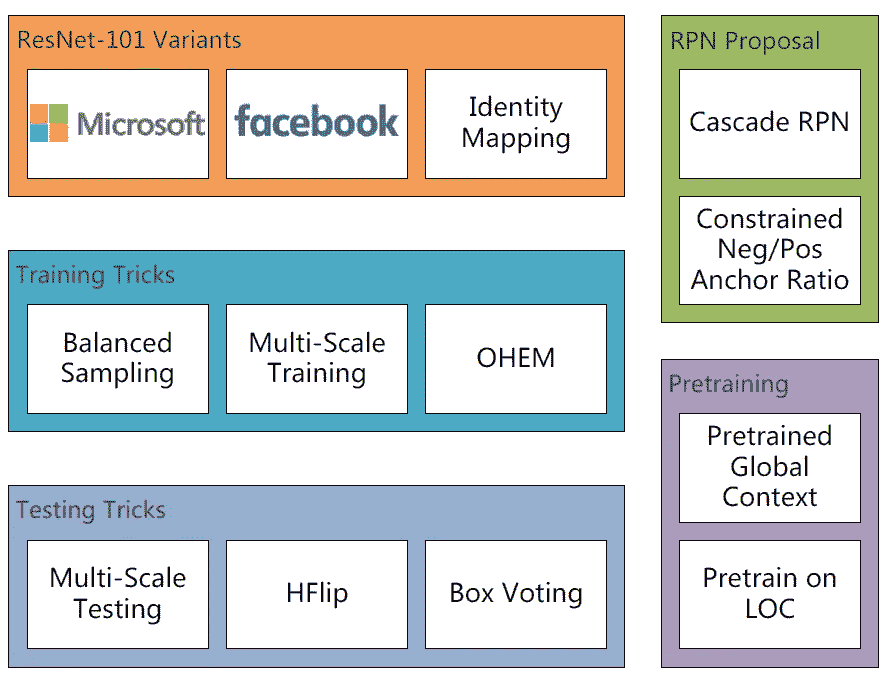 ResNet-101 Variants
Microsoft
facebook
Identity
Mapping
Training Tricks
Balanced
Sampling
Multi-Scale
Training
OHEM
Testing Tricks
Multi-Scale
Testing
HFlip
Box Voting
RPN Proposal
Cascade RPN
Constrained
Neg/Pos
Anchor Ratio
Pretraining
Pretrained
Global
Context
Pretrain on
LOC